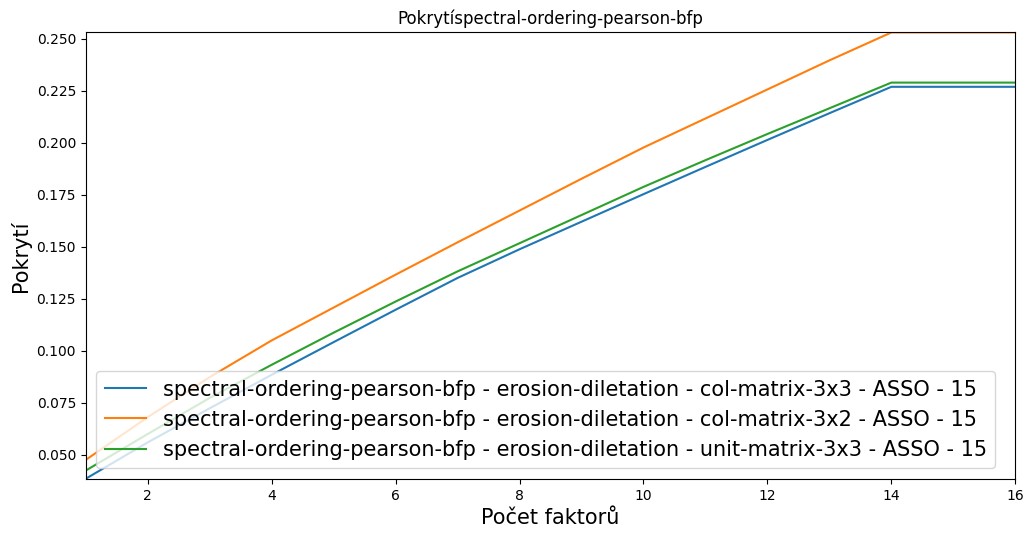 Pokrytíspectral-ordering-pearson-bfp
0.250
0.225
0.200
0.175
0.150
0.125
0.100
0.075
0.050
Pokrytí
spectral-ordering-pearson-bfp - erosion-diletation - col-matrix-3x3 - ASSO - 15
spectral-ordering-pearson-bfp - erosion-diletation - col-matrix-3x2 - ASSO - 15
spectral-ordering-pearson-bfp - erosion-diletation - unit-matrix-3x3 - ASSO - 15
2 4 6 8 10 12 14 16
Počet faktorů